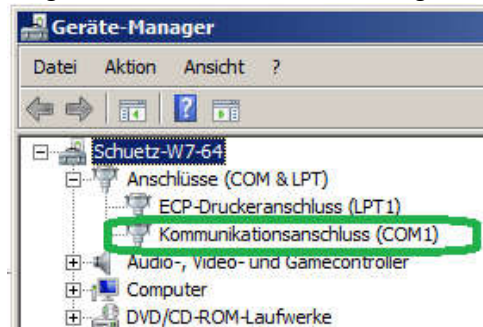 Geräte-Manager
Datei Aktion Ansicht ?
Schuetz-W7-64
Anschlüsse (COM & LPT)
ECP-Druckeranschluss (LPT1)
Kommunikationsanschluss (COM1)
Audio-, Video- und Gamecontroller
Computer
DVD/CD-ROM-Laufwerke